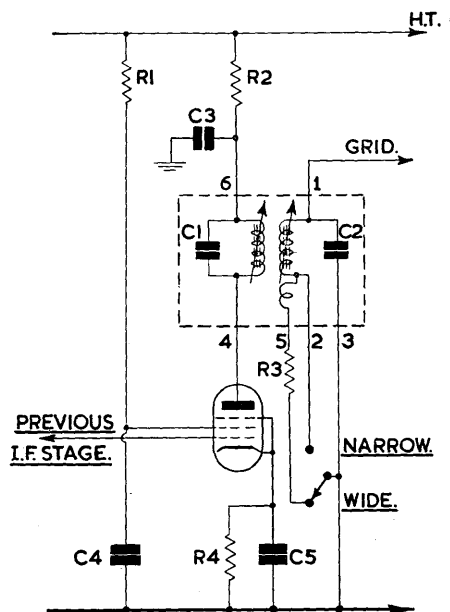 H.T.
R1
R2
C3
GRID.
6
1
C1
C2
4
5
2
3
R3
PREVIOUS
I.F. STAGE.
NARROW.
WIDE.
C4
R4
C5